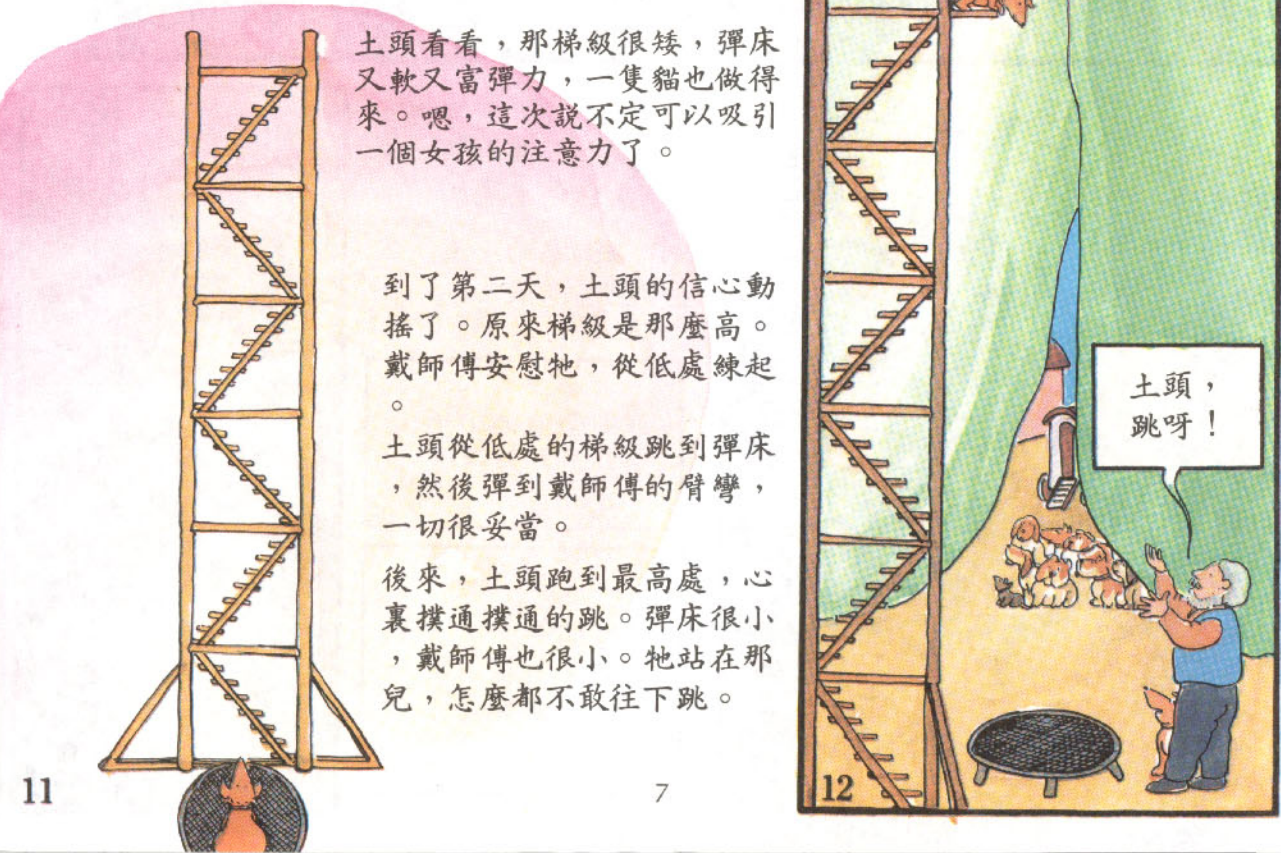 土頭看看，那梯級很矮，彈床
又軟又富彈力，一隻貓也做得
來。嗯，這次説不定可以吸引
一個女孩的注意力了。
到了第二天，土頭的信心動
搖了。原來梯級是那麼高。
戴師傅安慰牠，從低處練起
。
土頭從低處的梯級跳到彈床
，然後彈到戴師傅的臂彎，
一切很妥當。
後來，土頭跑到最高處，心
裏撲通撲通的跳。彈床很小
，戴師傅也很小。牠站在那
兒，怎麼都不敢往下跳。
11
7
土頭，
跳呀！
12